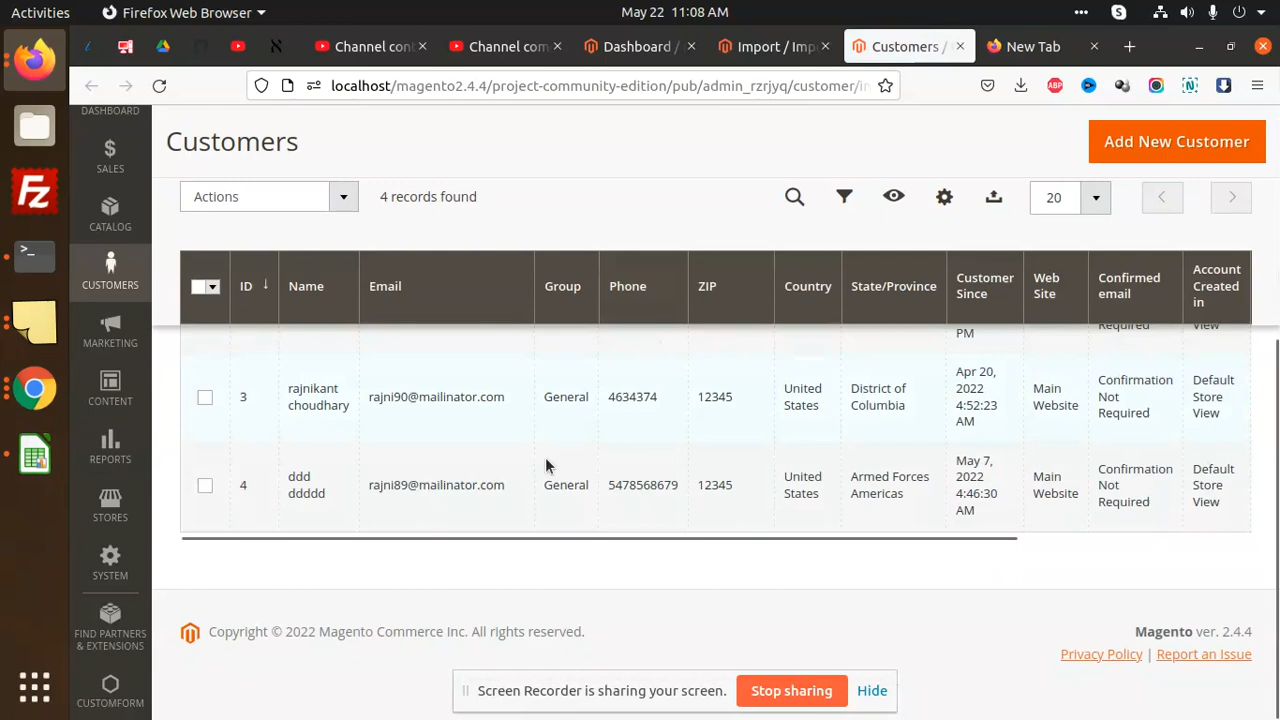 Activities
Firefox Web Browser
May 22 11:08 AM
Channel con
Channel com
Dashboard /
Import / Imp
Customers /
New Tab
localhost/magento2.4.4/project-community-edition/pub/admin_rzrjyq/customer/i
ABP
DASHBOARD
SALES
CATALOG
CUSTOMERS
MARKETING
CONTENT
REPORTS
STORES
SYSTEM
FIND PARTNERS
& EXTENSIONS
CUSTOMFORM
Customers
Add New Customer
Actions
4 records found
20
ID
Name
Email
Group
Phone
ZIP
Country
State/Province
Customer
Since
Web
Site
Confirmed
email
Account
Created
in
PM
Required
View
3
rajnikant
choudhary
rajni90@mailinator.com
General
4634374
12345
United
States
District of
Columbia
Apr 20,
2022
4:52:23
AM
Main
Website
Confirmation
Not
Required
Default
Store
View
4
ddd
ddddd
rajni89@mailinator.com
General
5478568679
12345
United
States
Armed Forces
Americas
May 7,
2022
4:46:30
AM
Main
Website
Confirmation
Not
Required
Default
Store
View
Copyright © 2022 Magento Commerce Inc. All rights reserved.
Magento ver. 2.4.4
Privacy Policy | Report an Issue
Screen Recorder is sharing your screen.
Stop sharing
Hide